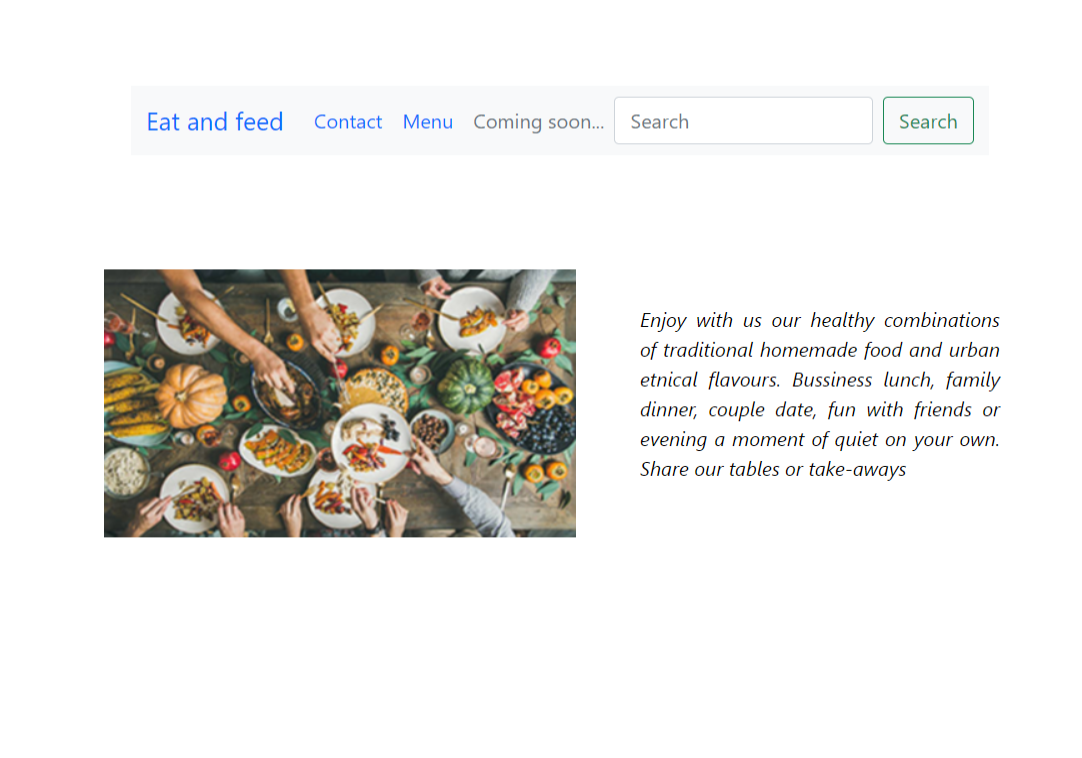 Eat and feed Contact Menu Coming soon... Search Search
Enjoy with us our healthy combinations
of traditional homemade food and urban
etnical flavours. Bussiness lunch, family
dinner, couple date, fun with friends or
evening a moment of quiet on your own.
Share our tables or take-aways